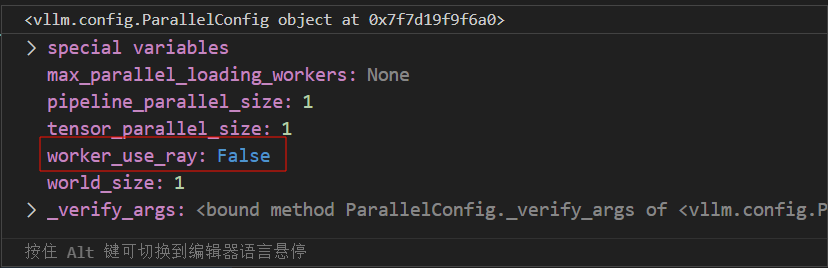 <vllm.config.ParallelConfig object at 0x7f7d19f9f6a0>
> special variables
max_parallel_loading_workers: None
pipeline_parallel_size: 1
tensor_parallel_size: 1
worker_use_ray: False
world_size: 1
> _verify_args: <bound method ParallelConfig._verify_args of <vllm.config.P
按住 Alt 键可切换到编辑器语言悬停